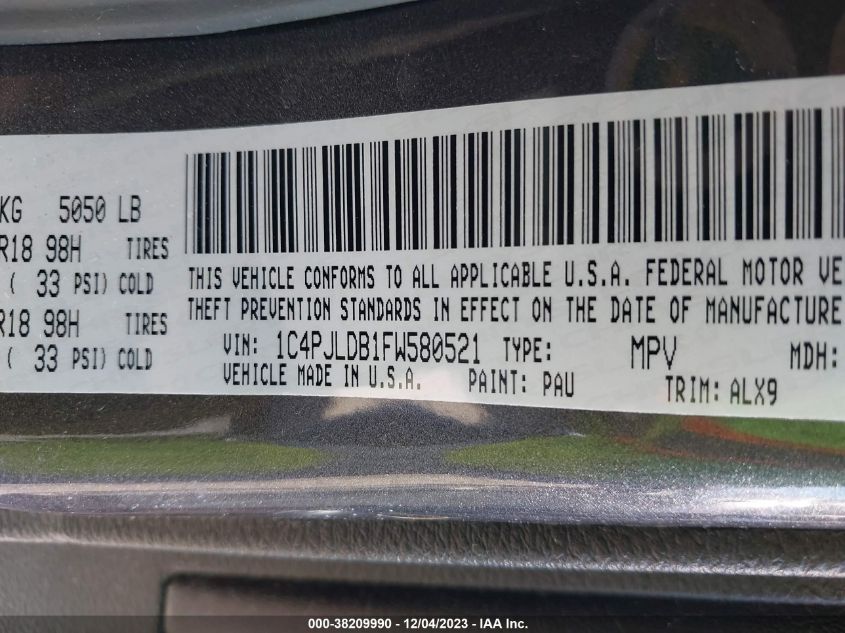 KG 5050 LB
R18 98H TIRES
( 33 PSI) COLD
R18 98H TIRES
( 33 PSI) COLD
THIS VEHICLE CONFORMS TO ALL APPLICABLE U.S.A. FEDERAL MOTOR VE
THEFT PREVENTION STANDARDS IN EFFECT ON THE DATE OF MANUFACTURE
VIN: 1C4PJLDB1FW580521 TYPE: MPV MDH:
VEHICLE MADE IN U.S.A. PAINT: PAU TRIM: ALX9
000-38209990 - 12/04/2023 - IAA Inc.